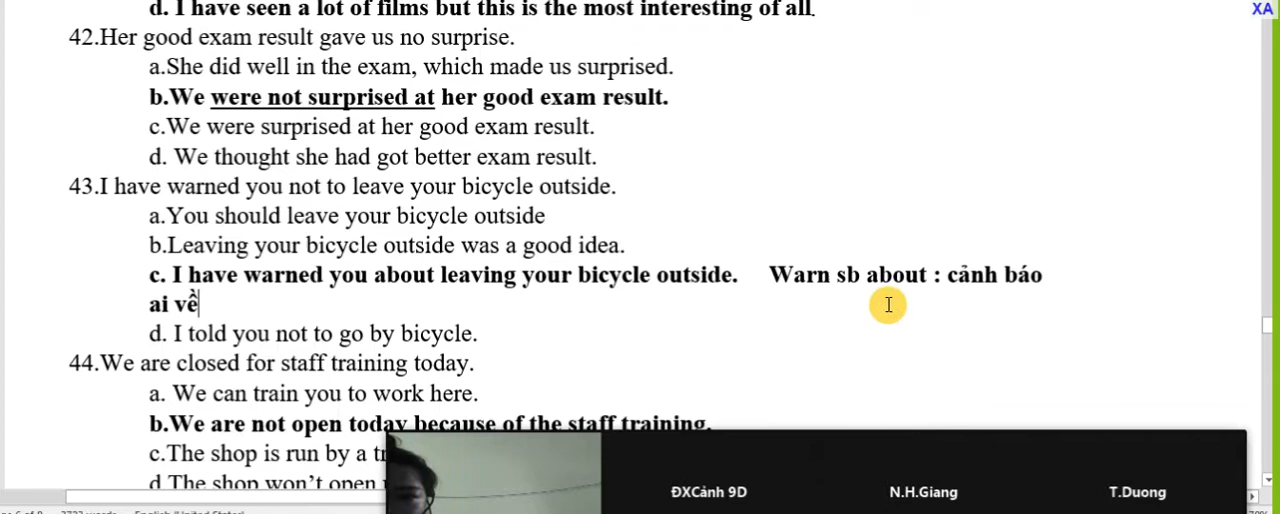 XA
d. I have seen a lot of films but this is the most interesting of all.
42.Her good exam result gave us no surprise.
a.She did well in the exam, which made us surprised.
b.We were not surprised at her good exam result.
c.We were surprised at her good exam result.
d. We thought she had got better exam result.
43.I have warned you not to leave your bicycle outside.
a.You should leave your bicycle outside
b.Leaving your bicycle outside was a good idea.
c. I have warned you about leaving your bicycle outside. Warn sb about : cảnh báo
ai về
d. I told you not to go by bicycle.
44.We are closed for staff training today.
a. We can train you to work here.
b.We are not open today because of the staff training.
c.The shop is run by a
d The shop won't open
ĐXCảnh 9D
N.H.Giang
T.Duong